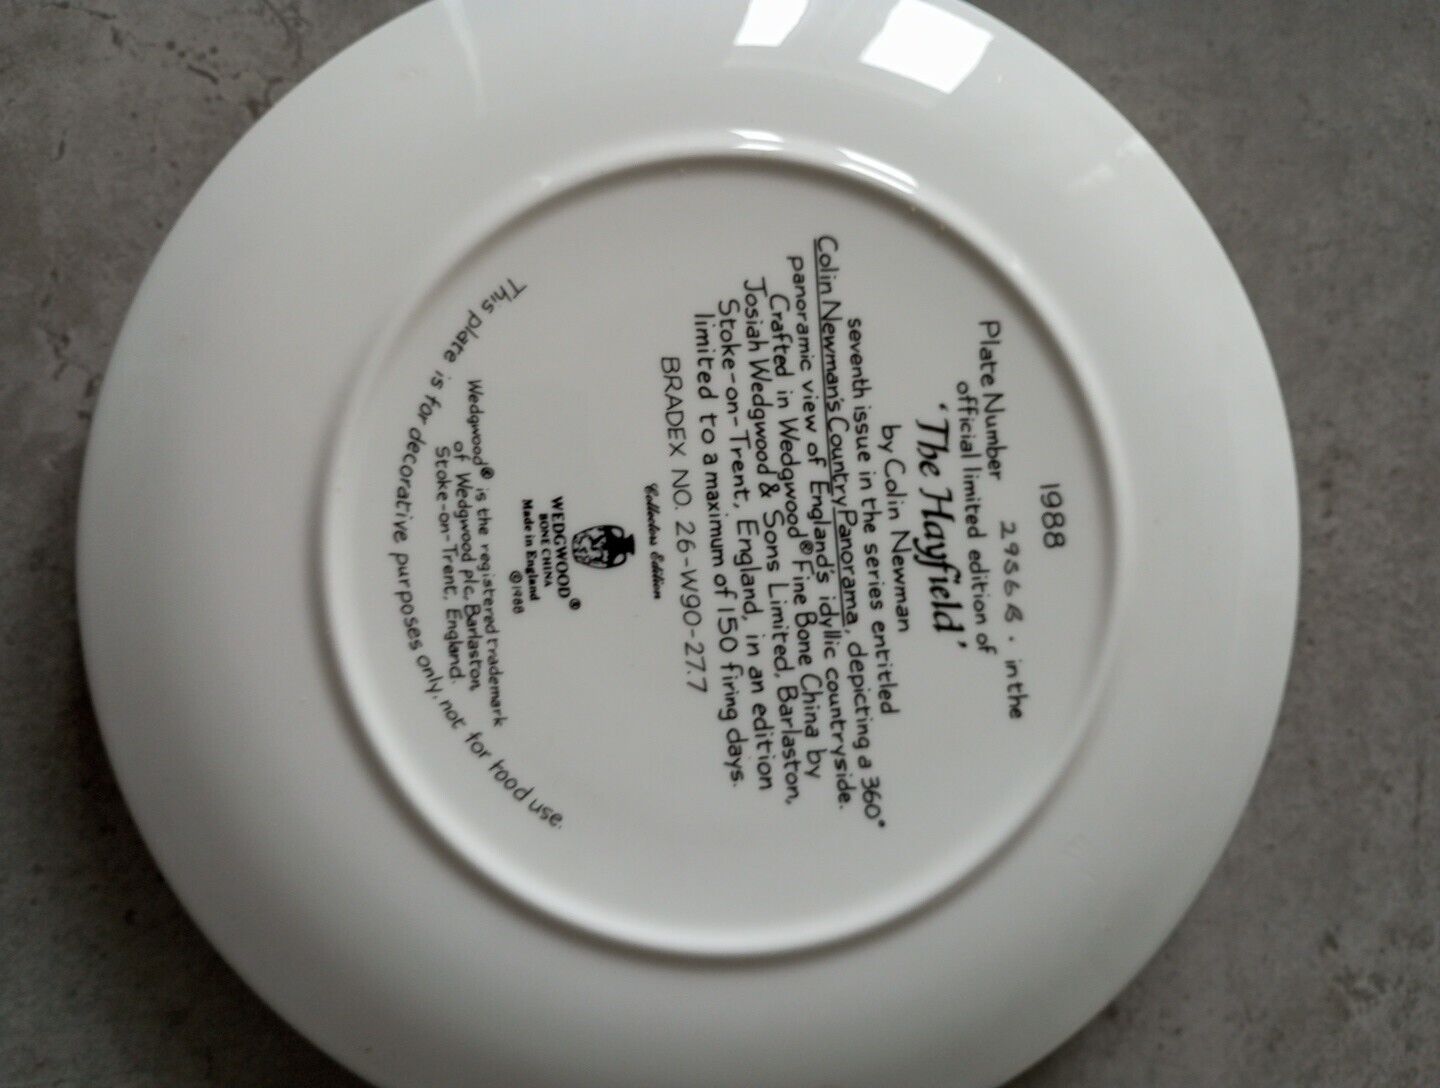 1988
Plate Number 2956B. in the
official limited edition of
'The Hayfield'
by Colin Newman
seventh issue in the series entitled
Colin Newman's Country Panorama, depicting a 360°
panoramic view of England's idyllic countryside.
Crafted in Wedgwood® Fine Bone China by
Josiah Wedgwood & Sons Limited, Barlaston,
Stoke-on-Trent, England, in an edition
limited to a maximum of 150 firing days.
BRADEX NO. 26-W90-27.7
Collectors Edition
WEDGWOOD®
BONE CHINA
Made in England
©1988
Wedgwood® is the registered trademark
of Wedgwood plc, Barlaston
Stoke-on-Trent, England.
This plate is for decorative purposes only, not for food use.